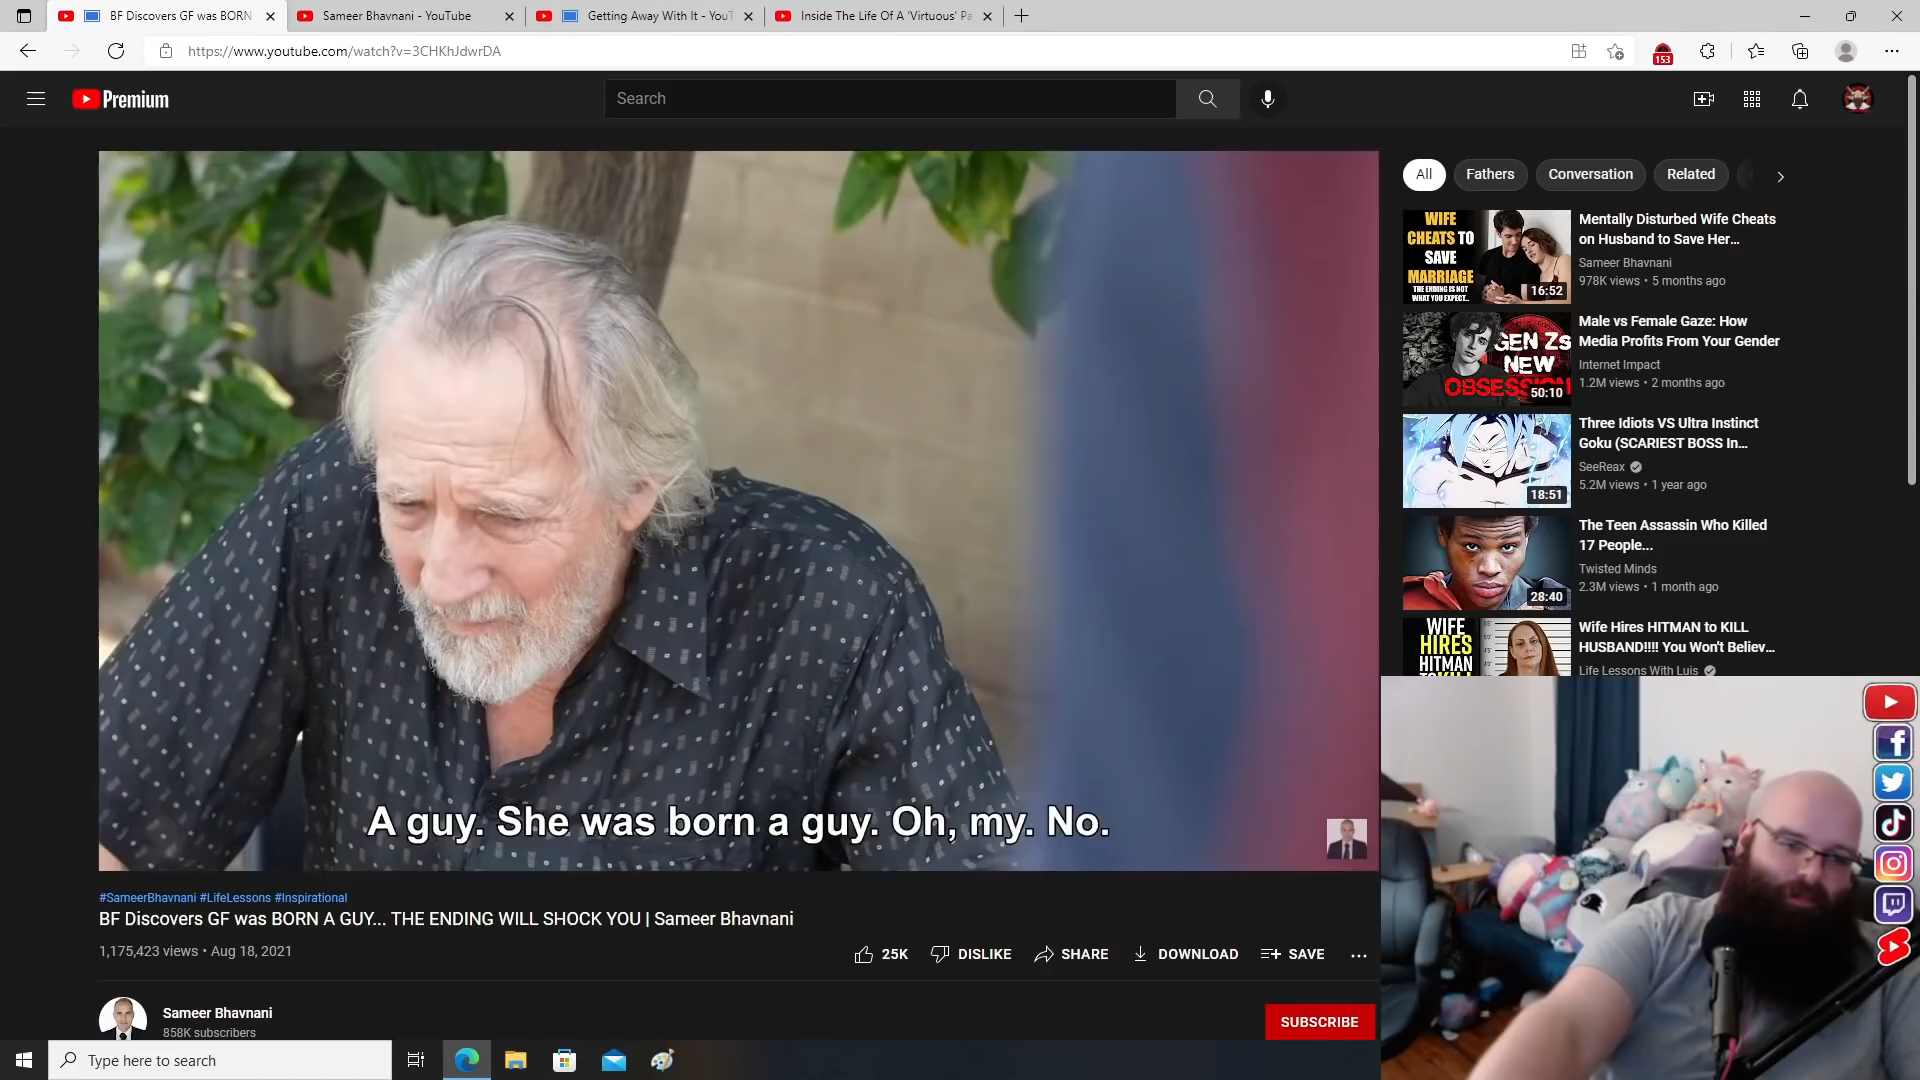 BF Discovers GF was BORN
Sameer Bhavnani - YouTube
Getting Away With It - YouT
Inside The Life Of A 'Virtuous' Pa
https://www.youtube.com/watch?v=3CHKhJdwrDA
153
Premium
Search
All
Fathers
Conversation
Related
A guy. She was born a guy. Oh, my. No.
#SameerBhavnani #LifeLessons #Inspirational
BF Discovers GF was BORN A GUY... THE ENDING WILL SHOCK YOU | Sameer Bhavnani
1,175,423 views • Aug 18, 2021
25K
DISLIKE
SHARE
DOWNLOAD
SAVE
Sameer Bhavnani
858K subscribers
SUBSCRIBE
WIFE
CHEATS TO
SAVE
MARRIAGE
THE ENDING IS NOT
WHAT YOU EXPECT...
16:52
Mentally Disturbed Wife Cheats
on Husband to Save Her...
Sameer Bhavnani
978K views • 5 months ago
GEN Zs
NEW
OBSESSION
50:10
Male vs Female Gaze: How
Media Profits From Your Gender
Internet Impact
1.2M views • 2 months ago
18:51
Three Idiots VS Ultra Instinct
Goku (SCARIEST BOSS In...
SeeReax
5.2M views • 1 year ago
28:40
The Teen Assassin Who Killed
17 People...
Twisted Minds
2.3M views • 1 month ago
WIFE
HIRES
HITMAN
Wife Hires HITMAN to KILL
HUSBAND!!!! You Won't Believ...
Life Lessons With Luis
Type here to search